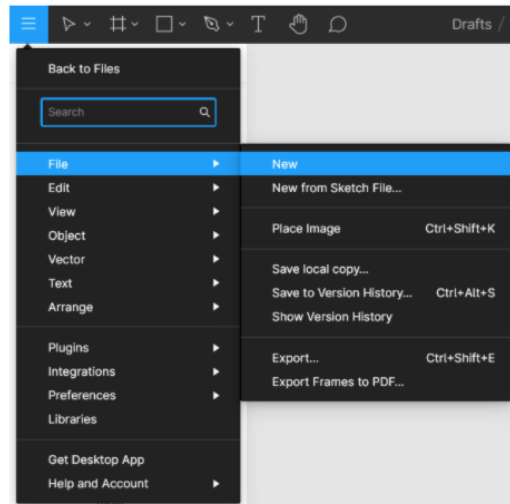 Drafts /
Back to Files
Search
File
Edit
View
Object
Vector
Text
Arrange
Plugins
Integrations
Preferences
Libraries
Get Desktop App
Help and Account
New
New from Sketch File...
Place Image Ctrl+Shift+K
Save local copy...
Save to Version History... Ctrl+Alt+S
Show Version History
Export... Ctrl+Shift+E
Export Frames to PDF...